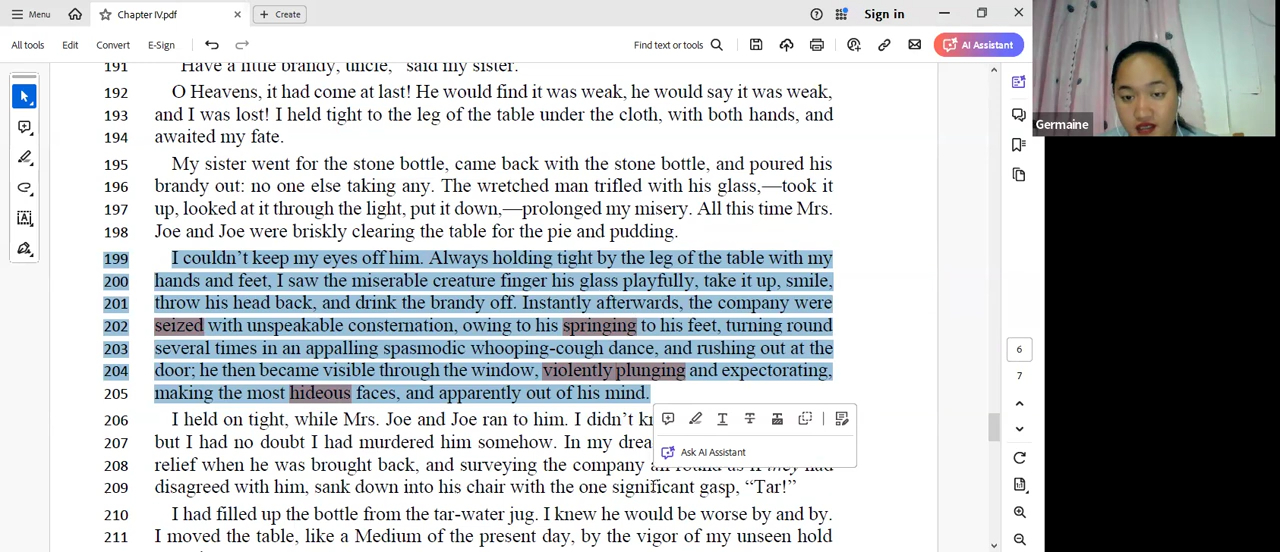 Menu
Chapter IV.pdf
Create
Sign in
All tools
Edit
Convert
E-Sign
Find text or tools
AI Assistant
191 "Have a little brandy, uncle," said my sister.
192 O Heavens, it had come at last! He would find it was weak, he would say it was weak,
193 and I was lost! I held tight to the leg of the table under the cloth, with both hands, and
194 awaited my fate.
195 My sister went for the stone bottle, came back with the stone bottle, and poured his
196 brandy out: no one else taking any. The wretched man trifled with his glass,—took it
197 up, looked at it through the light, put it down,—prolonged my misery. All this time Mrs.
198 Joe and Joe were briskly clearing the table for the pie and pudding.
199 I couldn't keep my eyes off him. Always holding tight by the leg of the table with my
200 hands and feet, I saw the miserable creature finger his glass playfully, take it up, smile,
201 throw his head back, and drink the brandy off. Instantly afterwards, the company were
202 seized with unspeakable consternation, owing to his springing to his feet, turning round
203 several times in an appalling spasmodic whooping-cough dance, and rushing out at the
204 door; he then became visible through the window, violently plunging and expectorating,
205 making the most hideous faces, and apparently out of his mind.
206 I held on tight, while Mrs. Joe and Joe ran to him. I didn't
207 but I had no doubt I had murdered him somehow. In my
208 relief when he was brought back, and surveying the company all round as if they had
209 disagreed with him, sank down into his chair with the one significant gasp, "Tar!"
210 I had filled up the bottle from the tar-water jug. I knew he would be worse by and by.
211 I moved the table, like a Medium of the present day, by the vigor of my unseen hold
Ask AI Assistant
6
7
Germaine